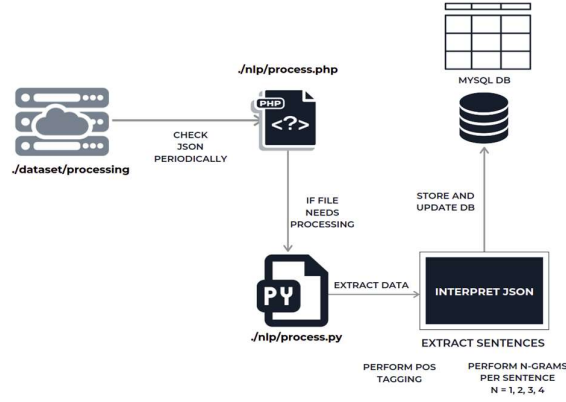 MYSQL DB
./nlp/process.php
PHP
<?>
CHECK
JSON
PERIODICALLY
./dataset/processing
IF FILE
NEEDS
PROCESSING
STORE AND
UPDATE DB
PY
EXTRACT DATA
INTERPRET JSON
./nlp/process.py
EXTRACT SENTENCES
PERFORM POS
TAGGING
PERFORM N-GRAMS
PER SENTENCE
N = 1, 2, 3, 4